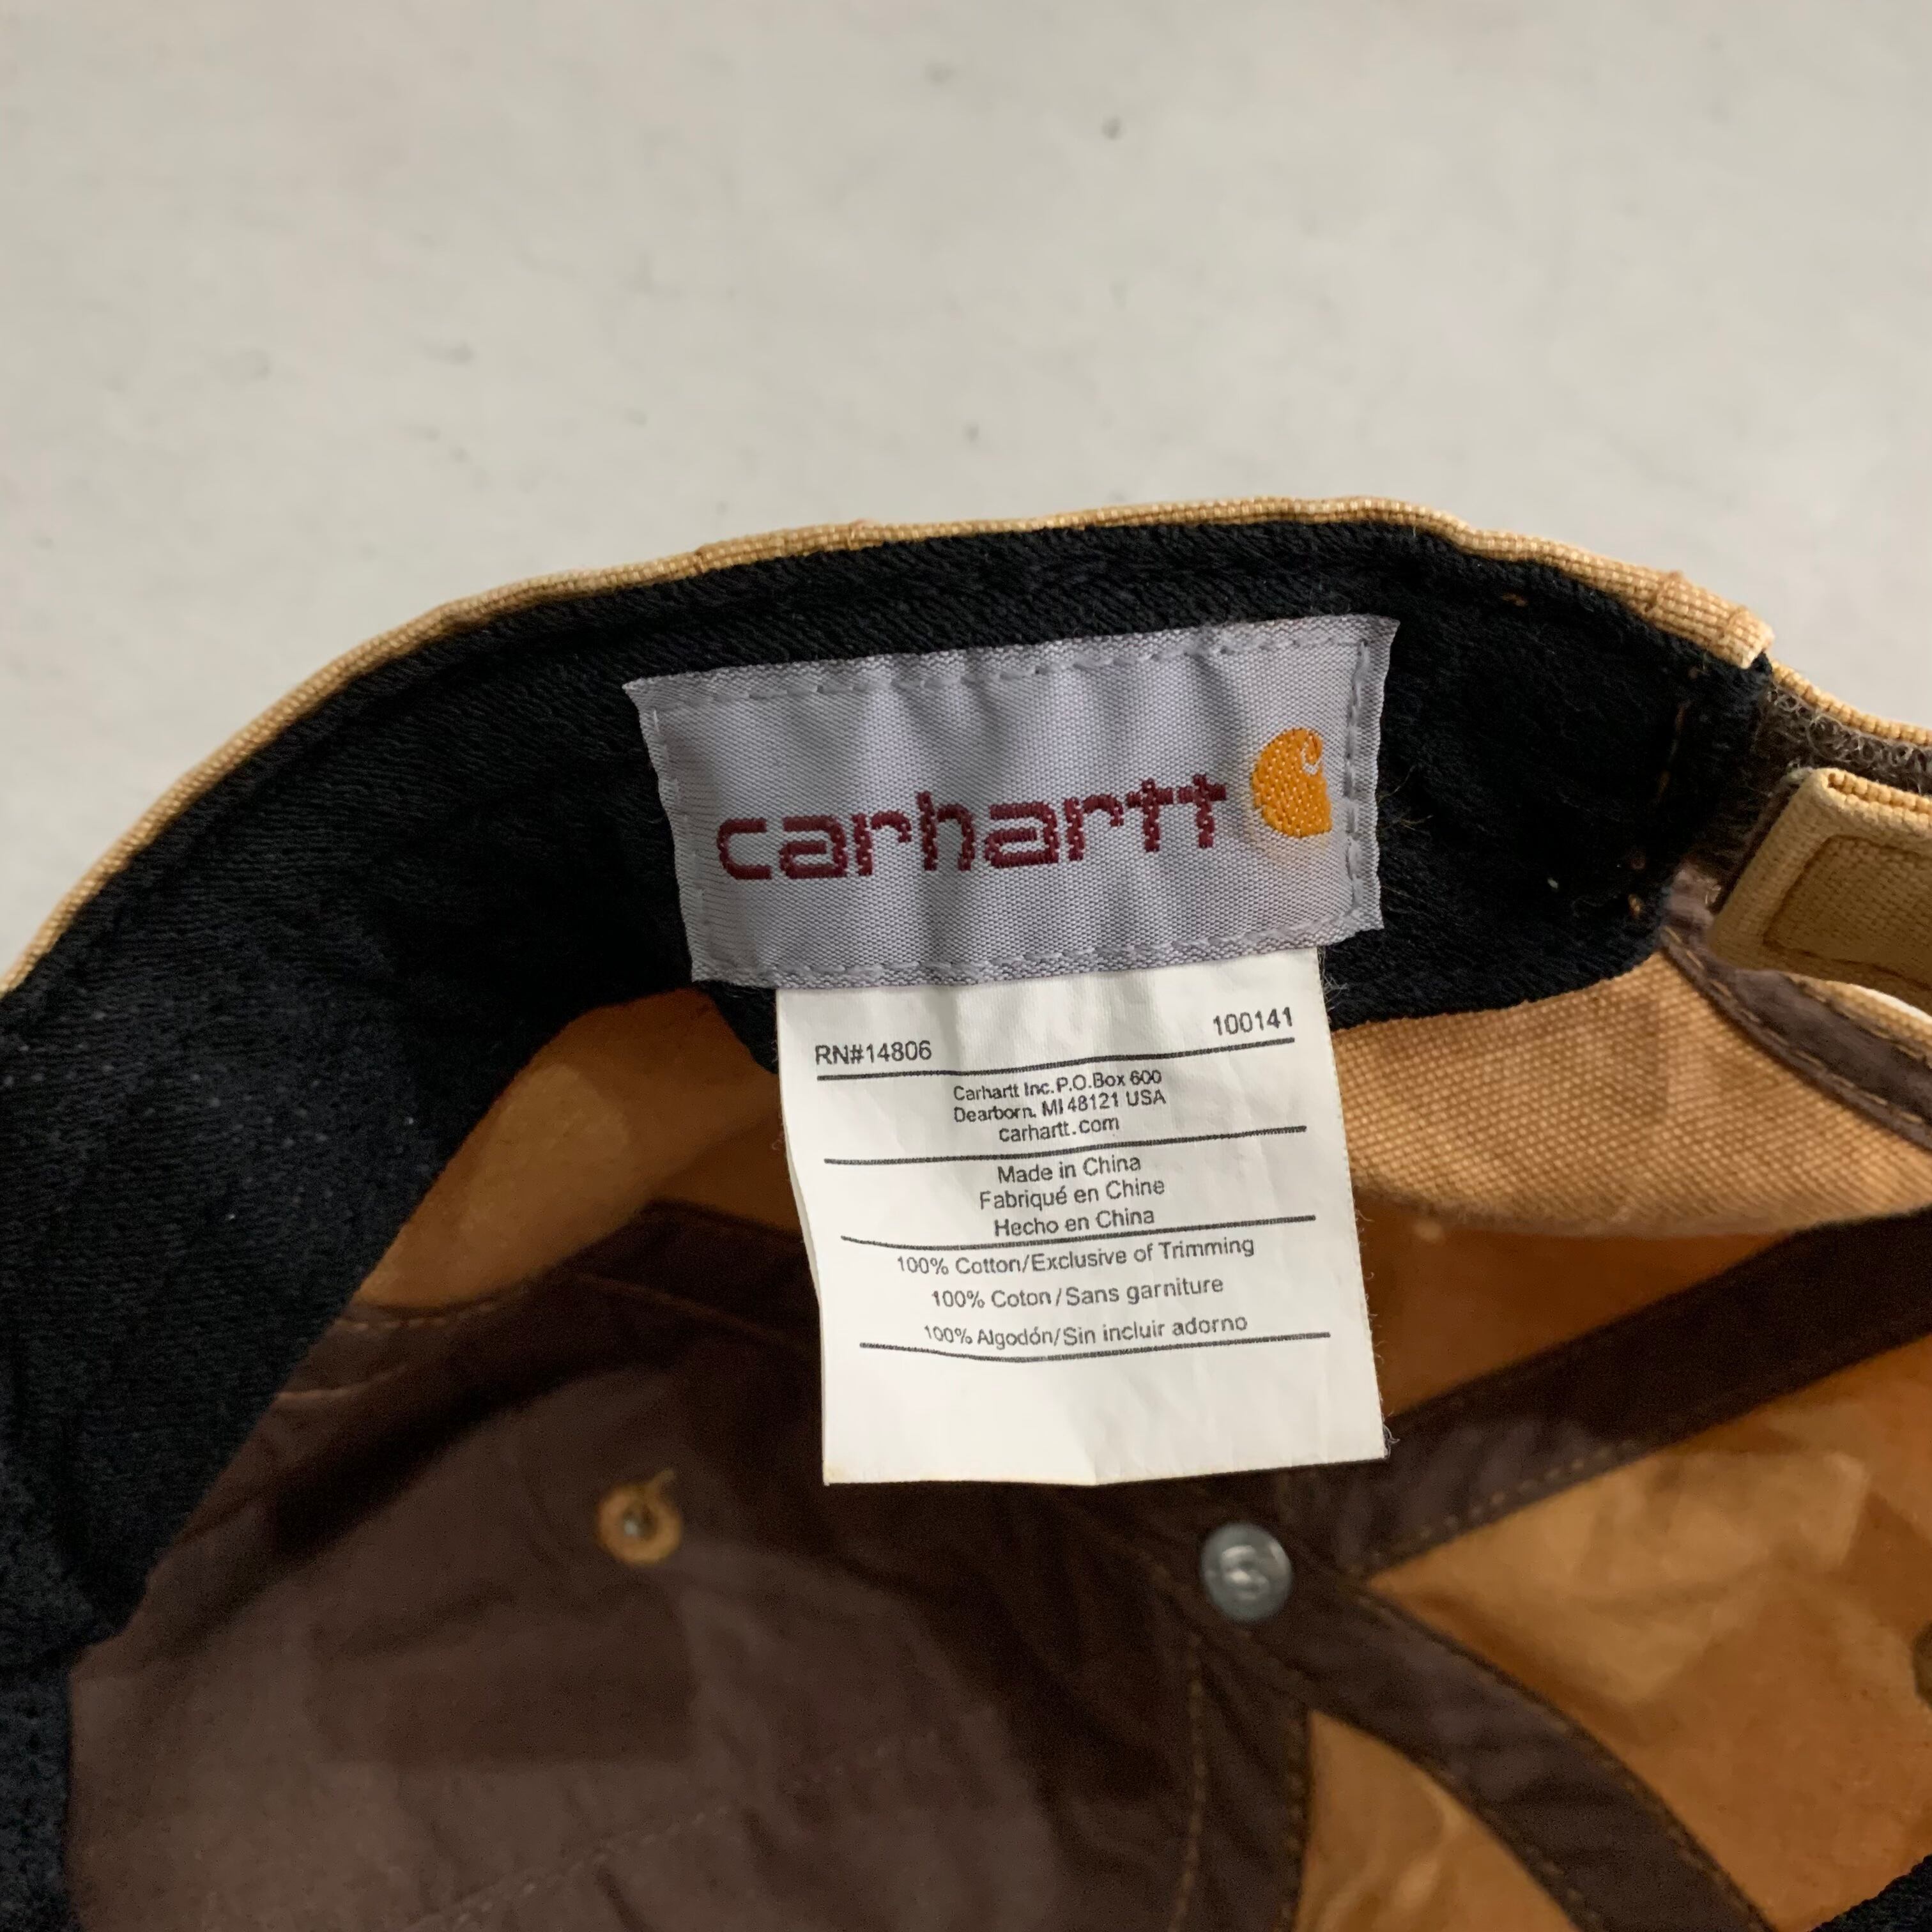 carhartt
RN#14806 100141
Carhartt Inc. P.O.Box 600
Dearborn, MI 48121 USA
carhartt.com
Made in China
Fabriqué en Chine
Hecho en China
100% Cotton/Exclusive of Trimming
100% Coton/Sans garniture
100% Algodón/Sin incluir adorno